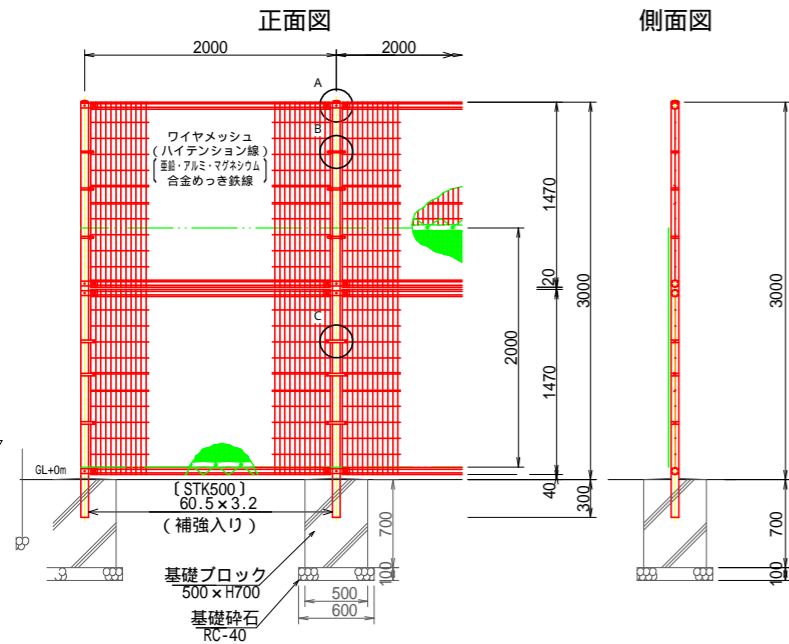 正面図
側面図
2000
2000
A
B
ワイヤメッシュ
(ハイテンション線)
亜鉛・アルミ・マグネシウム
合金めっき鉄線
C
1470
20
1470
40
2000
3000
300
700
100
3000
700
100
GL+0m
[STK500]
60.5×3.2
(補強入り)
基礎ブロック
500×H700
基礎砕石
RC-40
500
600